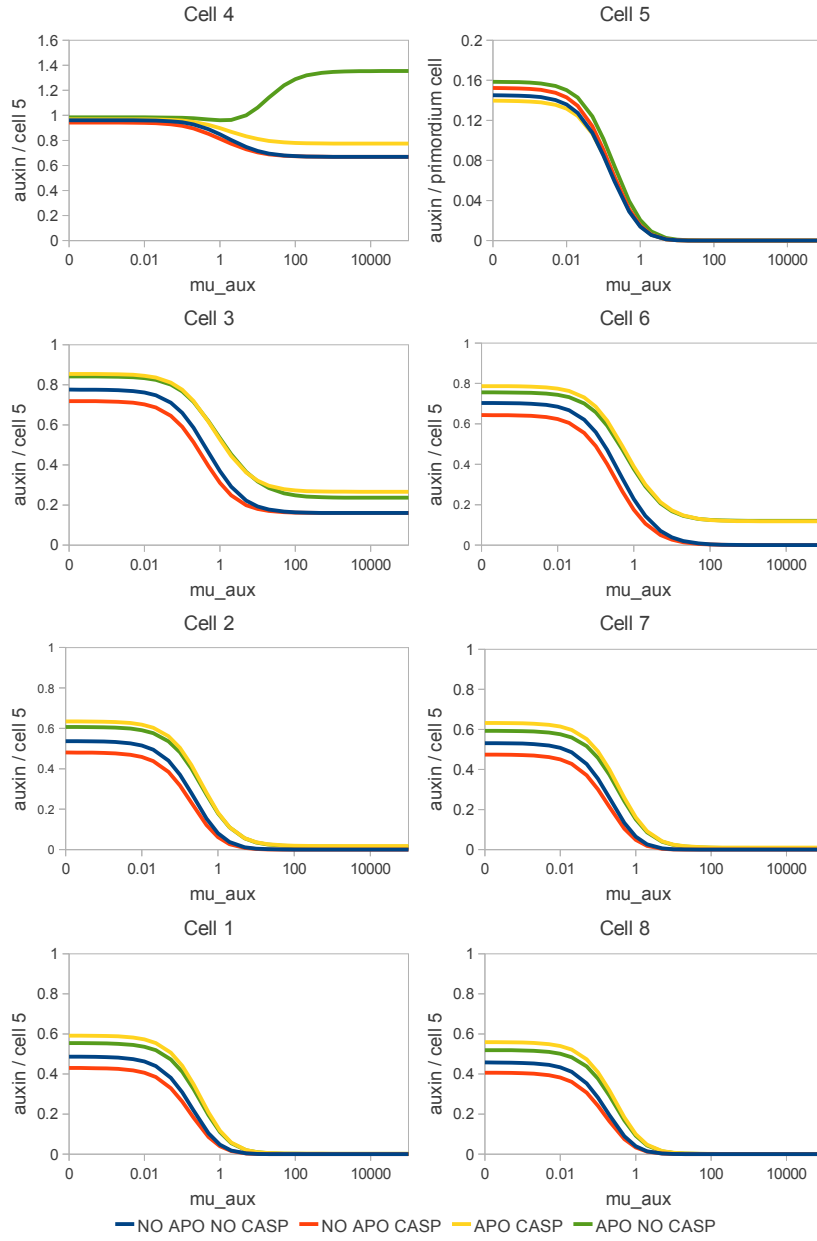 Cell 4
1.6
1.4
1.2
1
0.8
0.6
0.4
0.2
0
auxin / cell 5
0 0.01 1 100 10000
mu_aux
Cell 5
0.2
0.16
0.12
0.08
0.04
0
auxin / primordium cell
0 0.01 1 100 10000
mu_aux
Cell 3
1
0.8
0.6
0.4
0.2
0
auxin / cell 5
0 0.01 1 100 10000
mu_aux
Cell 6
1
0.8
0.6
0.4
0.2
0
auxin / cell 5
0 0.01 1 100 10000
mu_aux
Cell 2
1
0.8
0.6
0.4
0.2
0
auxin / cell 5
0 0.01 1 100 10000
mu_aux
Cell 7
1
0.8
0.6
0.4
0.2
0
auxin / cell 5
0 0.01 1 100 10000
mu_aux
Cell 1
1
0.8
0.6
0.4
0.2
0
auxin / cell 5
0 0.01 1 100 10000
mu_aux
Cell 8
1
0.8
0.6
0.4
0.2
0
auxin / cell 5
0 0.01 1 100 10000
mu_aux
NO APO NO CASP NO APO CASP APO CASP APO NO CASP